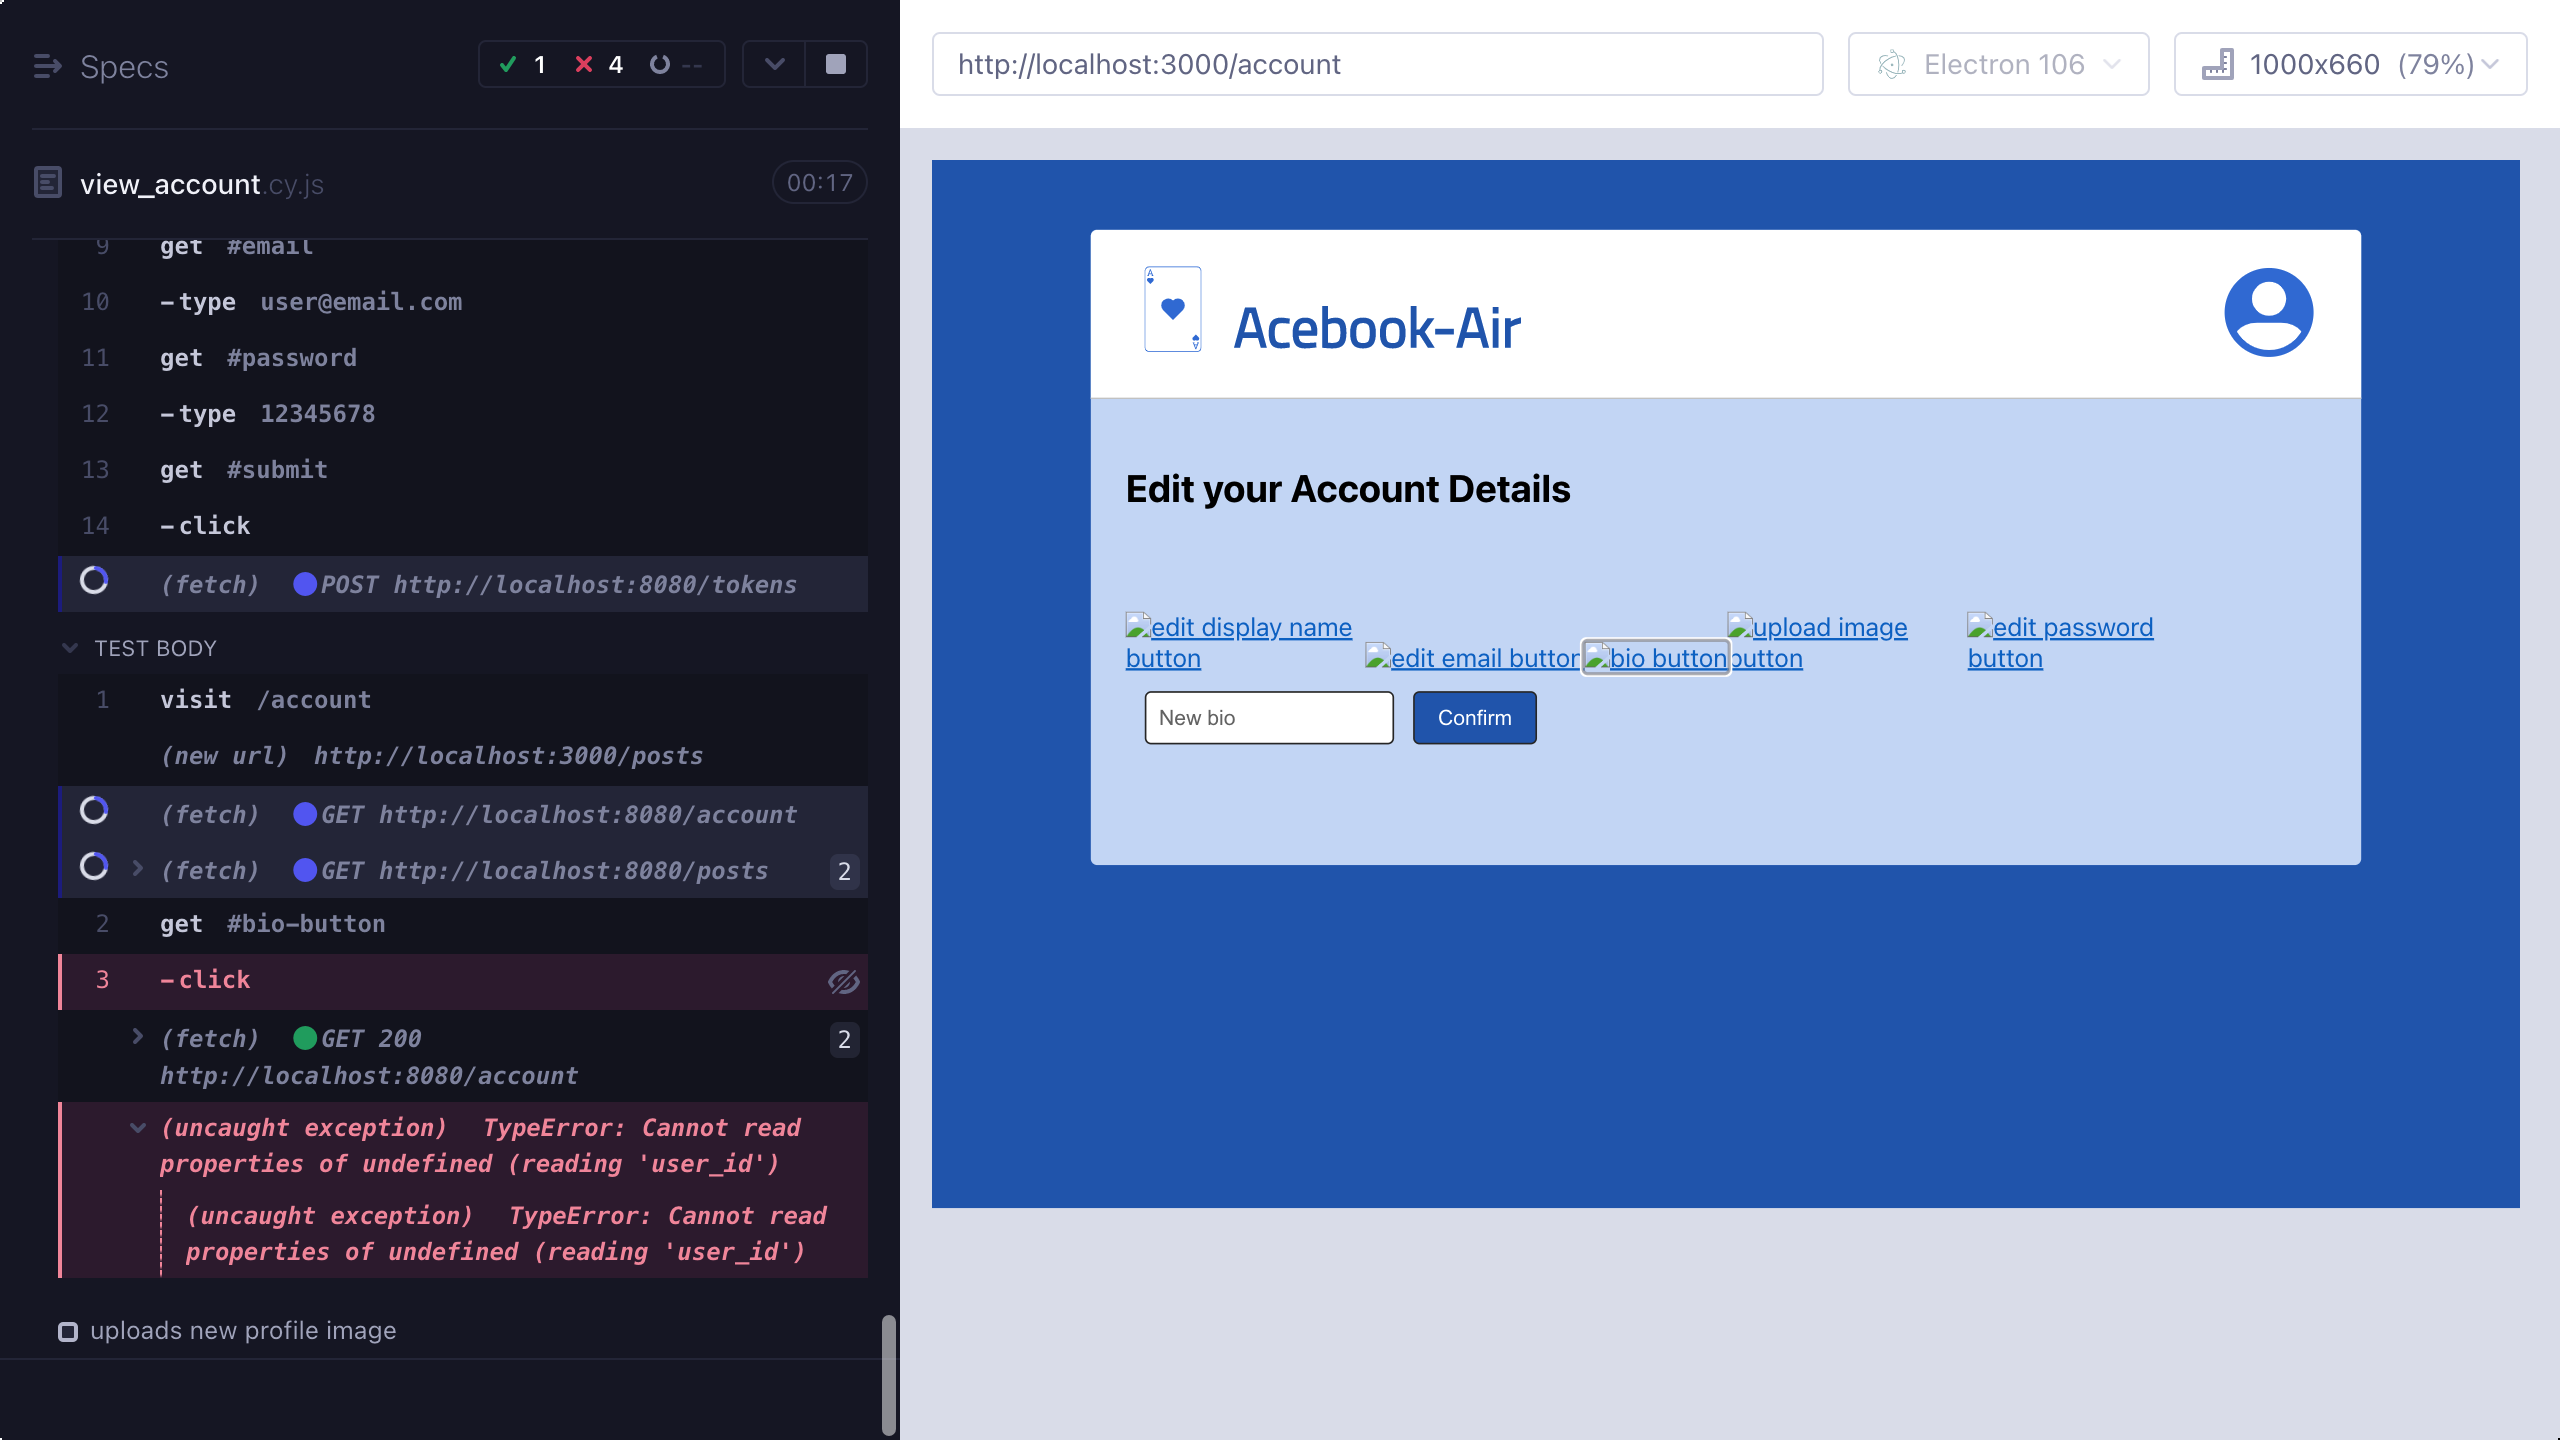 Specs
1 4 --
view_account.cy.js 00:17
9 get #email
10 -type user@email.com
11 get #password
12 -type 12345678
13 get #submit
14 -click
(fetch) POST http://localhost:8080/tokens
TEST BODY
1 visit /account
(new url) http://localhost:3000/posts
(fetch) GET http://localhost:8080/account
(fetch) GET http://localhost:8080/posts 2
2 get #bio-button
3 -click
(fetch) GET 200 2
http://localhost:8080/account
(uncaught exception) TypeError: Cannot read
properties of undefined (reading 'user_id')
(uncaught exception) TypeError: Cannot read
properties of undefined (reading 'user_id')
uploads new profile image
http://localhost:3000/account
Electron 106
1000x660 (79%)
A
A
Acebook-Air
Edit your Account Details
edit display name
button
edit email button
bio button
upload image
button
edit password
button
New bio
Confirm